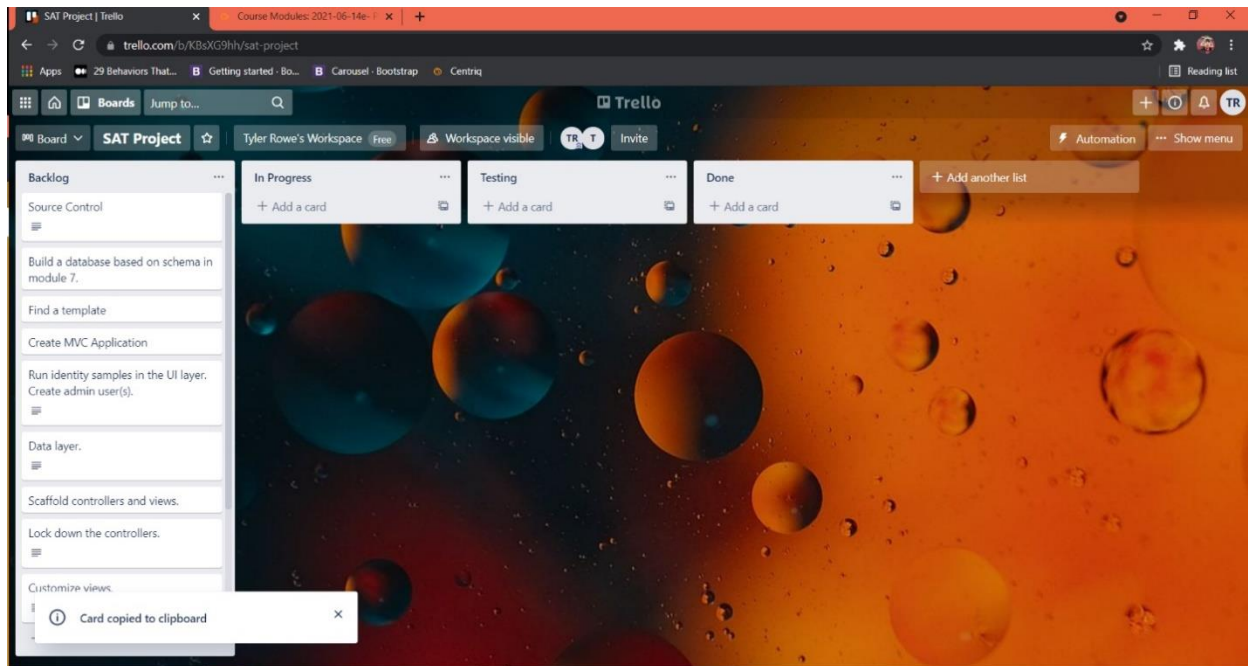 SAT Project | Trello
Course Modules: 2021-06-14e-
trello.com/b/KBsXG9hh/sat-project
Apps 29 Behaviors That... B Getting started · Bo... B Carousel · Bootstrap Centriq Reading list
Boards Jump to... Trello TR
Board SAT Project Tyler Rowe's Workspace Free Workspace visible TR T Invite Automation ... Show menu
Backlog ...
Source Control
Build a database based on schema in
module 7.
Find a template
Create MVC Application
Run identity samples in the UI layer.
Create admin user(s).
Data layer.
Scaffold controllers and views.
Lock down the controllers.
Customize views.
In Progress ...
+ Add a card
Testing ...
+ Add a card
Done ...
+ Add a card
+ Add another list
Card copied to clipboard